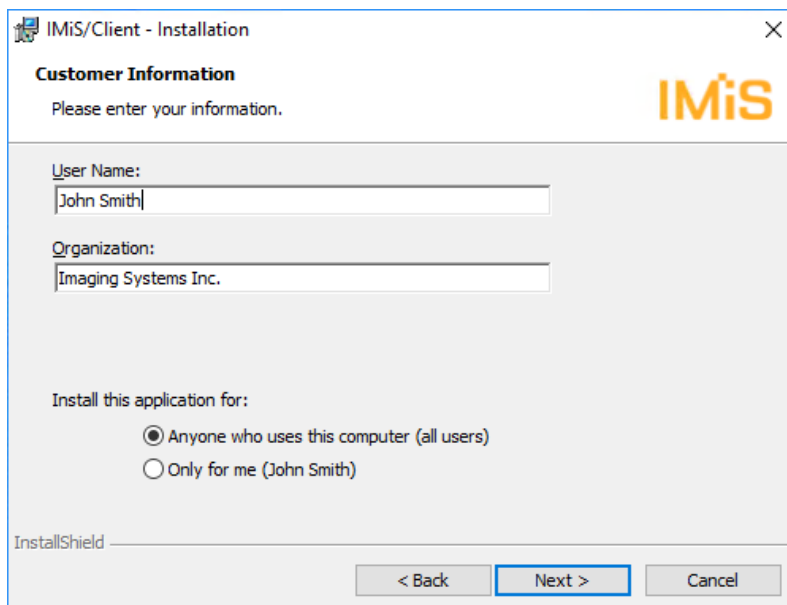 IMiS/Client - Installation
Customer Information
Please enter your information.
IMiS
User Name:
John Smith
Organization:
Imaging Systems Inc.
Install this application for:
Anyone who uses this computer (all users)
Only for me (John Smith)
InstallShield
< Back
Next >
Cancel